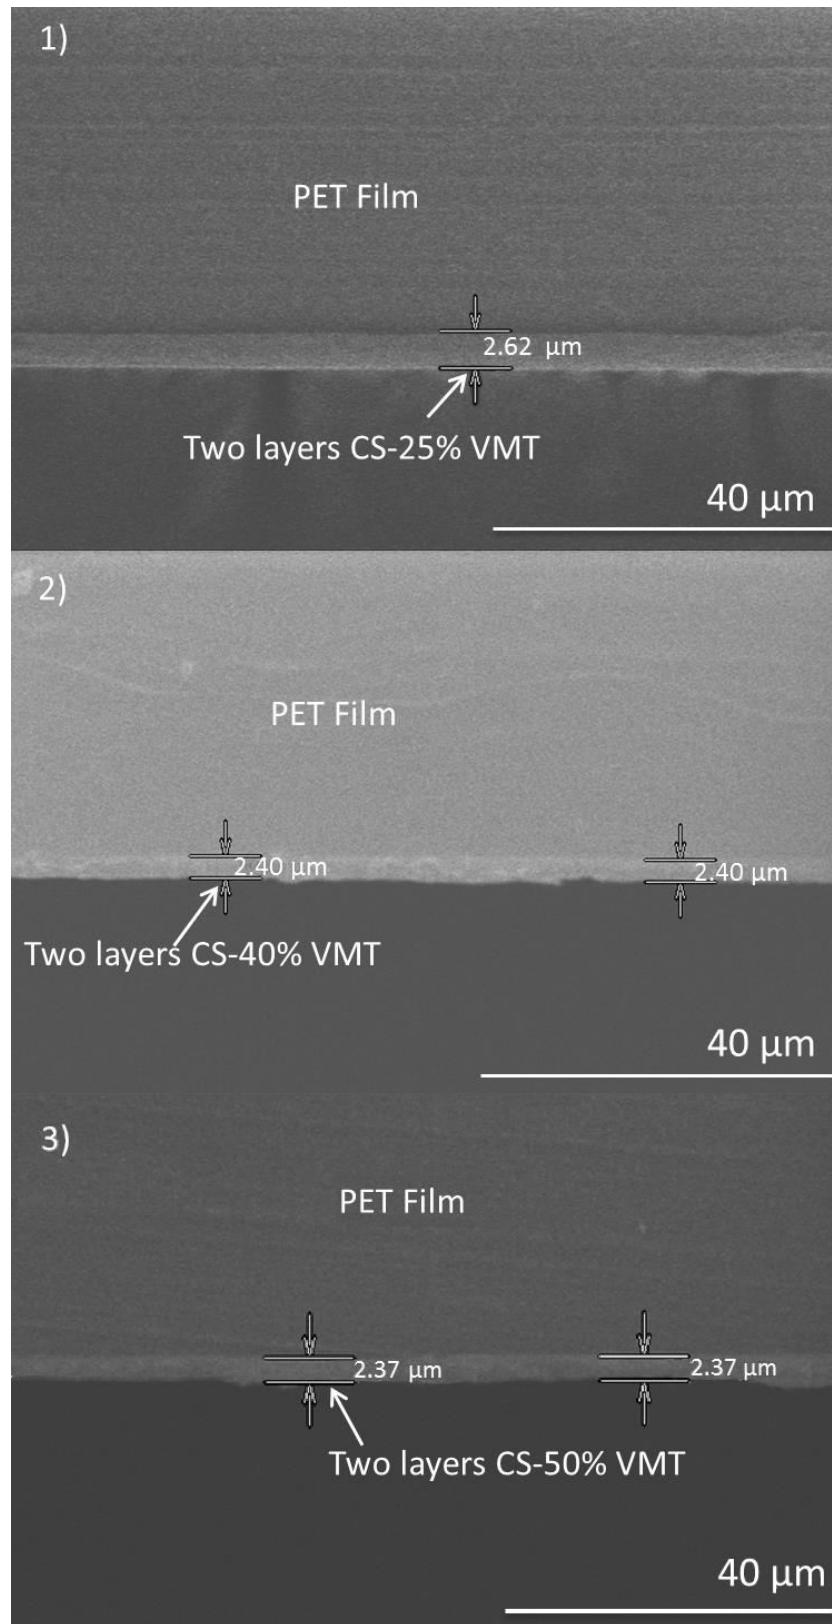 1)
PET Film
2.62 μm
Two layers CS-25% VMT
40 μm
2)
PET Film
2.40 μm
2.40 μm
Two layers CS-40% VMT
40 μm
3)
PET Film
2.37 μm
2.37 μm
Two layers CS-50% VMT
40 μm